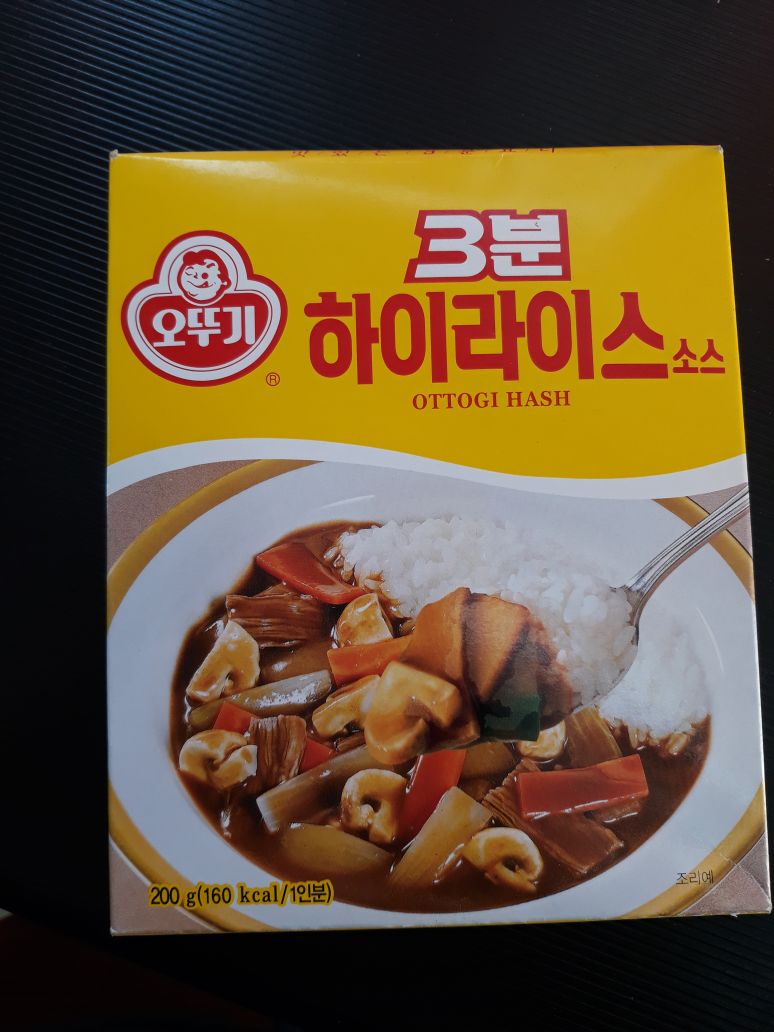 3분
오뚜기
®
하이라이스 소스
OTTOGI HASH
200 g(160 kcal/1인분)
조리예